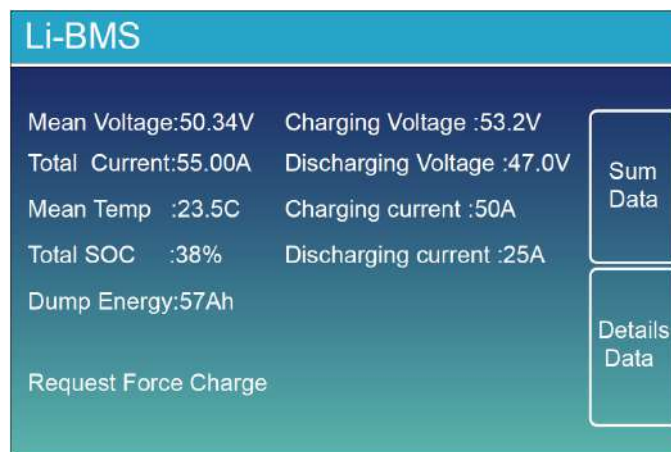 Li-BMS
Mean Voltage:50.34V
Charging Voltage :53.2V
Total Current:55.00A
Discharging Voltage :47.0V
Mean Temp :23.5C
Charging current :50A
Total SOC :38%
Discharging current :25A
Dump Energy:57Ah
Request Force Charge
Sum
Data
Details
Data